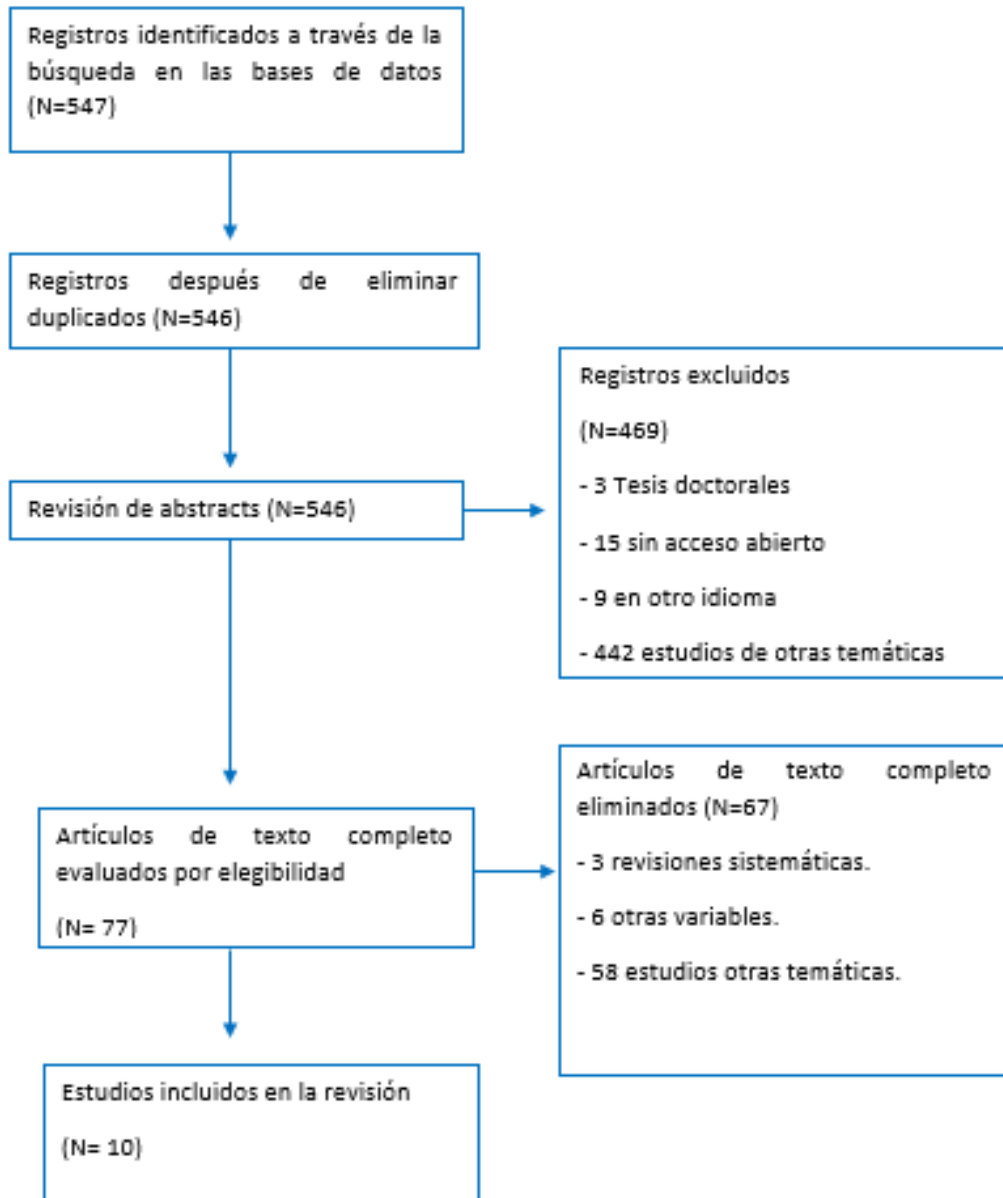 Registros identificados a través de la
búsqueda en las bases de datos
(N=547)
Registros después de eliminar
duplicados (N=546)
Registros excluidos
(N=469)
- 3 Tesis doctorales
- 15 sin acceso abierto
- 9 en otro idioma
- 442 estudios de otras temáticas
Revisión de abstracts (N=546)
Artículos de texto completo
eliminados (N=67)
- 3 revisiones sistemáticas.
- 6 otras variables.
- 58 estudios otras temáticas.
Artículos de texto completo
evaluados por elegibilidad
(N= 77)
Estudios incluidos en la revisión
(N= 10)